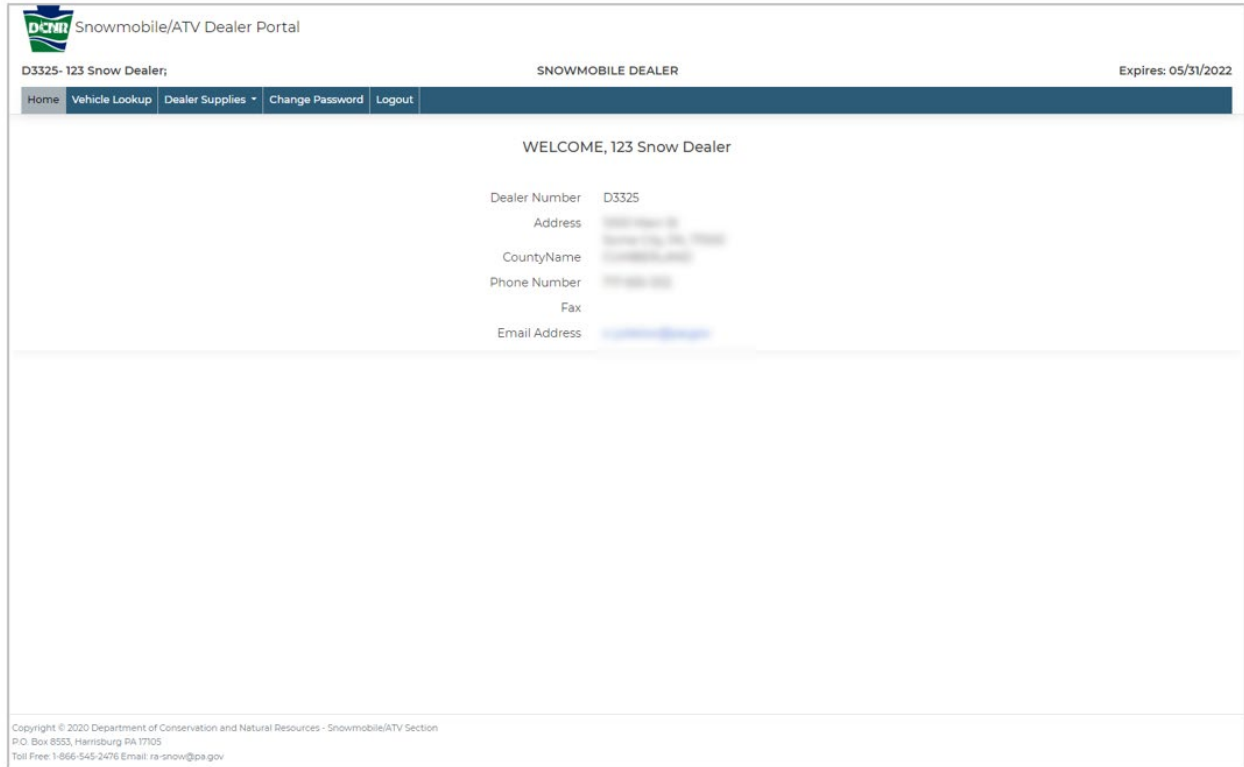 DCNR Snowmobile/ATV Dealer Portal
D3325- 123 Snow Dealer; SNOWMOBILE DEALER Expires: 05/31/2022
Home Vehicle Lookup Dealer Supplies Change Password Logout
WELCOME, 123 Snow Dealer
Dealer Number D3325
Address
CountyName
Phone Number
Fax
Email Address
Copyright © 2020 Department of Conservation and Natural Resources - Snowmobile/ATV Section
P.O. Box 8553, Harrisburg PA 17105
Toll Free: 1-866-545-2476 Email: ra-snow@pa.gov